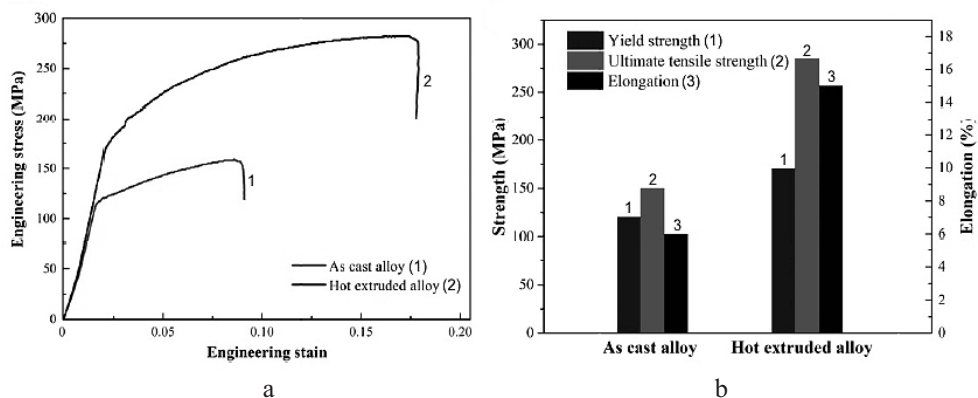 300
250
200
150
100
50
0
Engineering stress (MPa)
2
1
As cast alloy (1)
Hot extruded alloy (2)
0
0.05
0.10
0.15
0.20
Engineering stain
a
300
250
200
150
100
50
0
Strength (MPa)
Yield strength (1)
Ultimate tensile strength (2)
Elongation (3)
1
2
3
1
2
3
18
16
14
12
10
8
6
4
2
0
Elongation (%)
As cast alloy
Hot extruded alloy
b